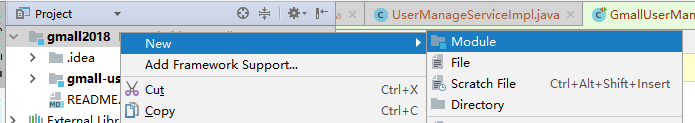 Project
UserManageServiceImpl.java
GmallUserMan
gmall2018
New
Module
.idea
Add Framework Support...
File
gmall-us
Cut Ctrl+X
Scratch File Ctrl+Alt+Shift+Insert
README.
Copy Ctrl+C
Directory
External Libr